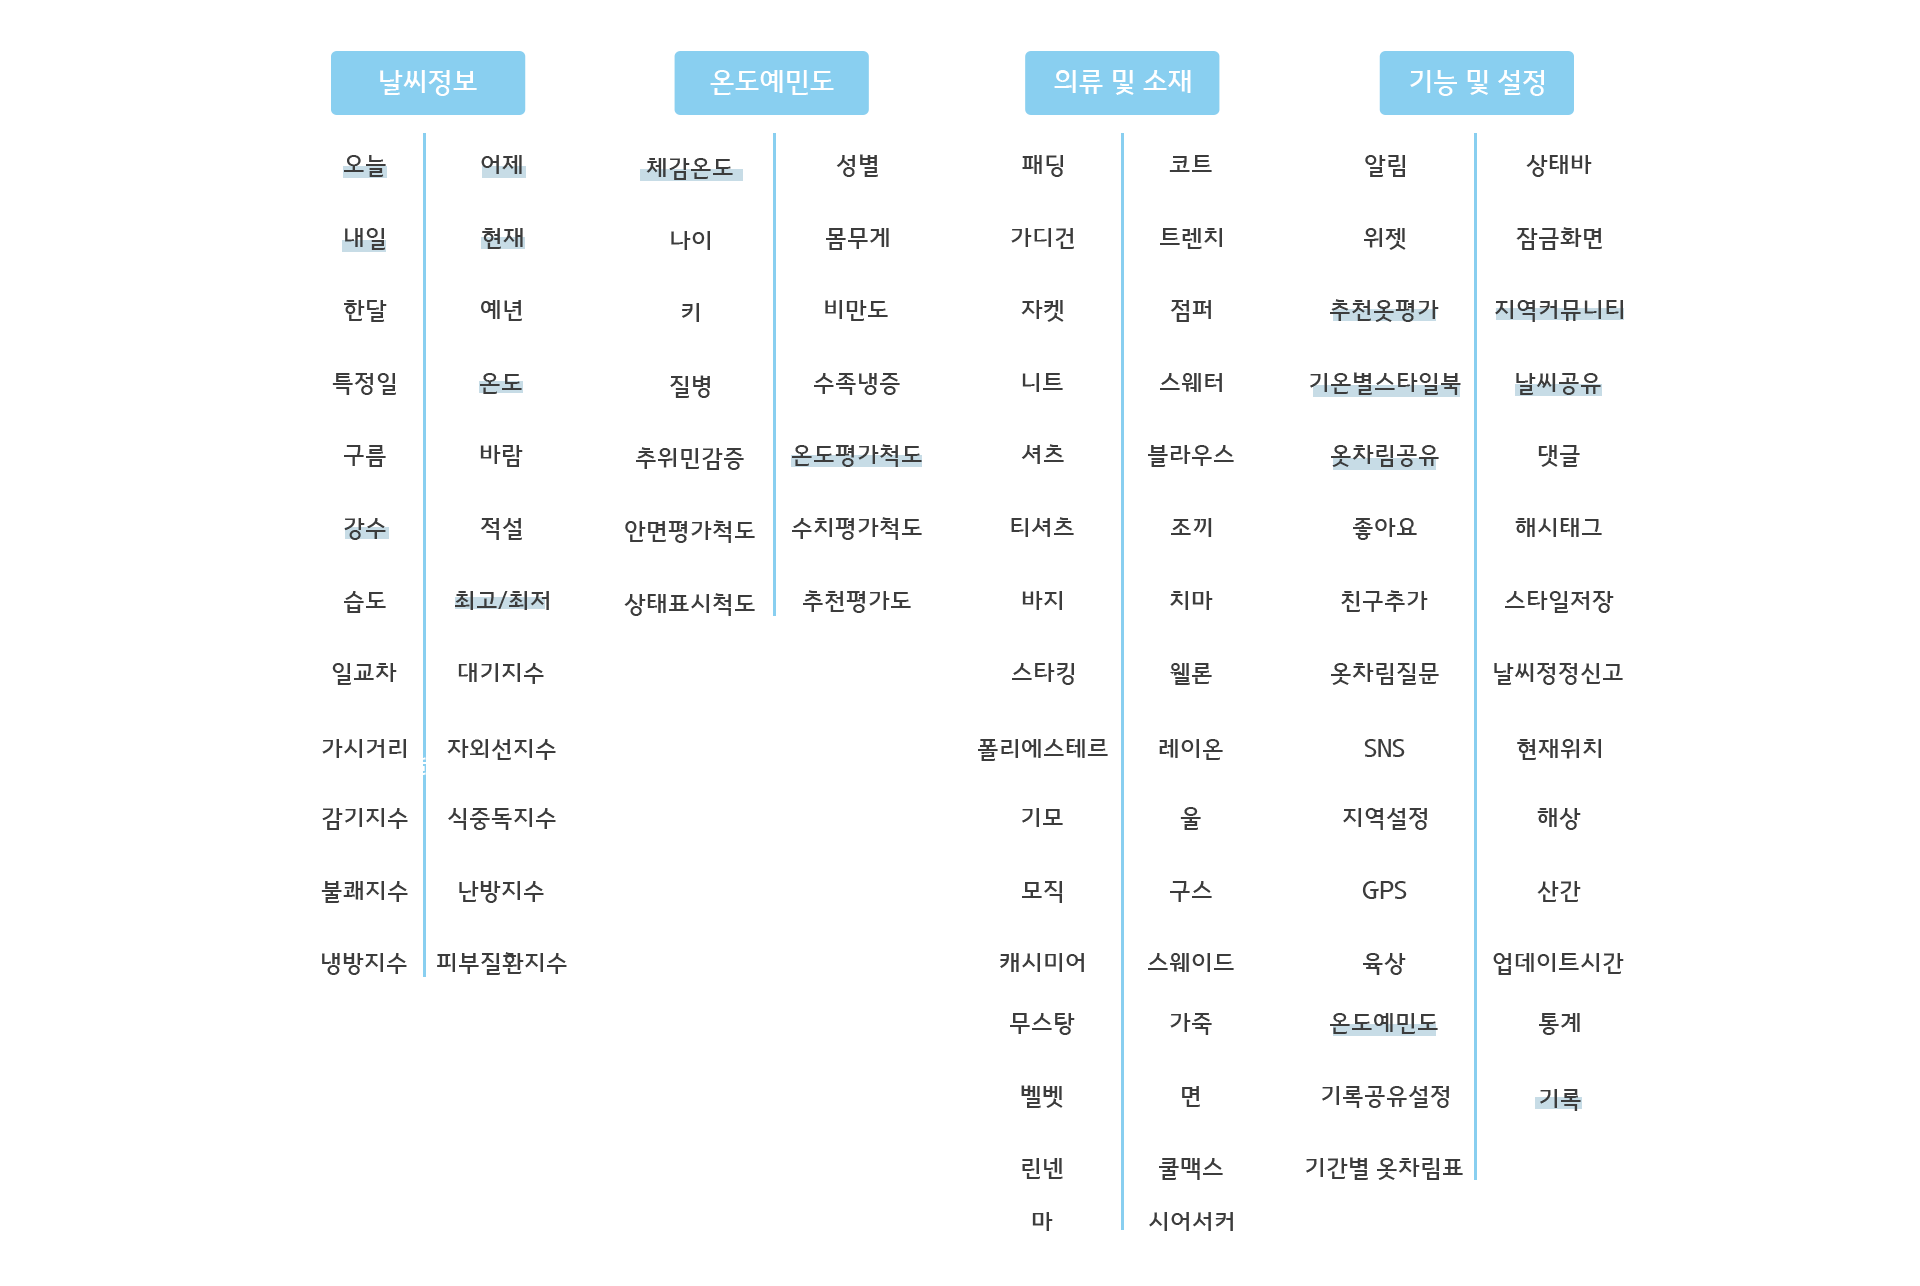 날씨정보
오늘 어제
내일 현재
한달 예년
특정일 온도
구름 바람
강수 적설
습도 최고/최저
일교차 대기지수
가시거리 자외선지수
감기지수 식중독지수
불쾌지수 난방지수
냉방지수 피부질환지수
온도예민도
체감온도 성별
나이 몸무게
키 비만도
질병 수족냉증
추위민감증 온도평가척도
안면평가척도 수치평가척도
상태표시척도 추천평가도
의류 및 소재
패딩 코트
가디건 트렌치
자켓 점퍼
니트 스웨터
셔츠 블라우스
티셔츠 조끼
바지 치마
스타킹 웰론
폴리에스테르 레이온
기모 울
모직 구스
캐시미어 스웨이드
무스탕 가죽
벨벳 면
린넨 쿨맥스
마 시어서커
기능 및 설정
알림 상태바
위젯 잠금화면
추천옷평가 지역커뮤니티
기온별스타일북 날씨공유
옷차림공유 댓글
좋아요 해시태그
친구추가 스타일저장
옷차림질문 날씨정정신고
SNS 현재위치
지역설정 해상
GPS 산간
육상 업데이트시간
온도예민도 통계
기록공유설정 기록
기간별 옷차림표